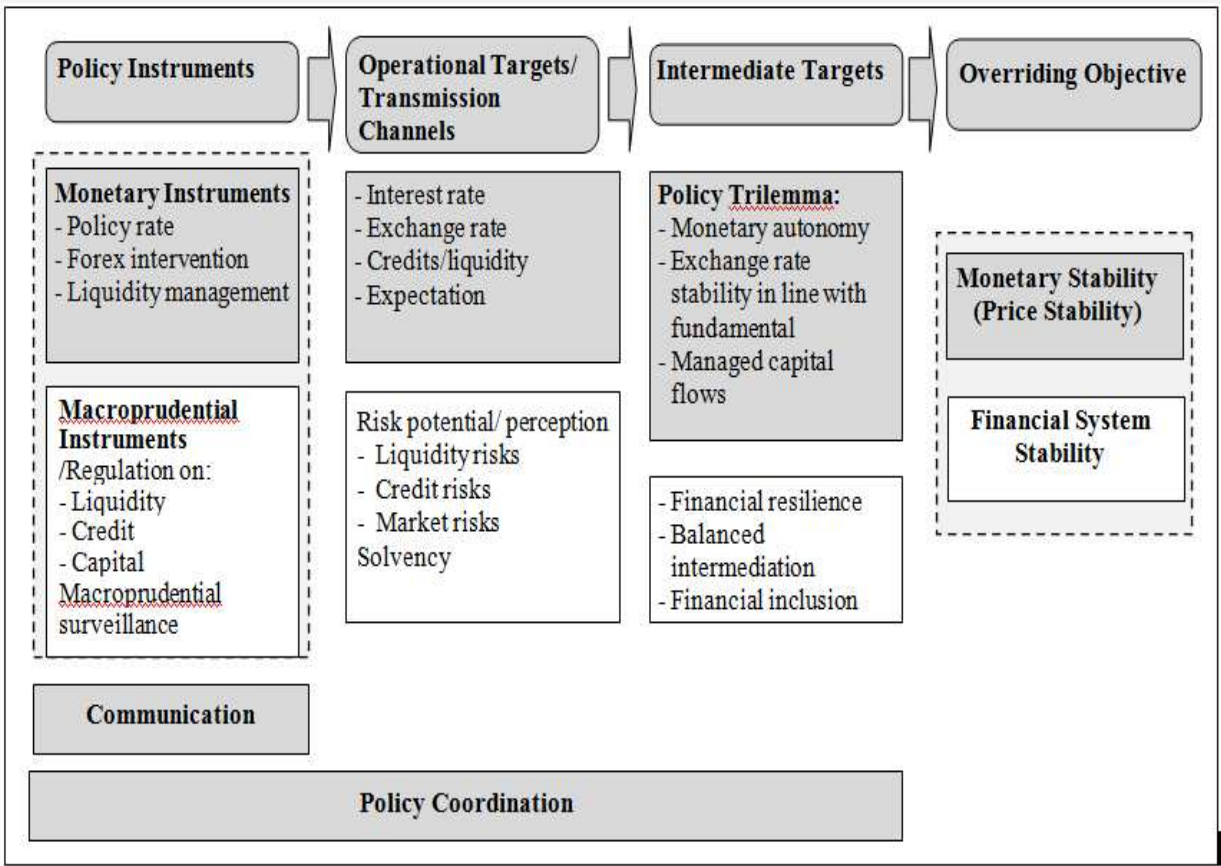 Policy Instruments
Operational Targets/
Transmission
Channels
Intermediate Targets
Overriding Objective
Monetary Instruments
- Policy rate
- Forex intervention
- Liquidity management
Macroprudential
Instruments
/Regulation on:
- Liquidity
- Credit
- Capital
Macroprudential
surveillance
- Interest rate
- Exchange rate
- Credits/liquidity
- Expectation
Risk potential/ perception
- Liquidity risks
- Credit risks
- Market risks
Solvency
Policy Trilemma:
- Monetary autonomy
- Exchange rate
stability in line with
fundamental
- Managed capital
flows
- Financial resilience
- Balanced
intermediation
- Financial inclusion
Monetary Stability
(Price Stability)
Financial System
Stability
Communication
Policy Coordination